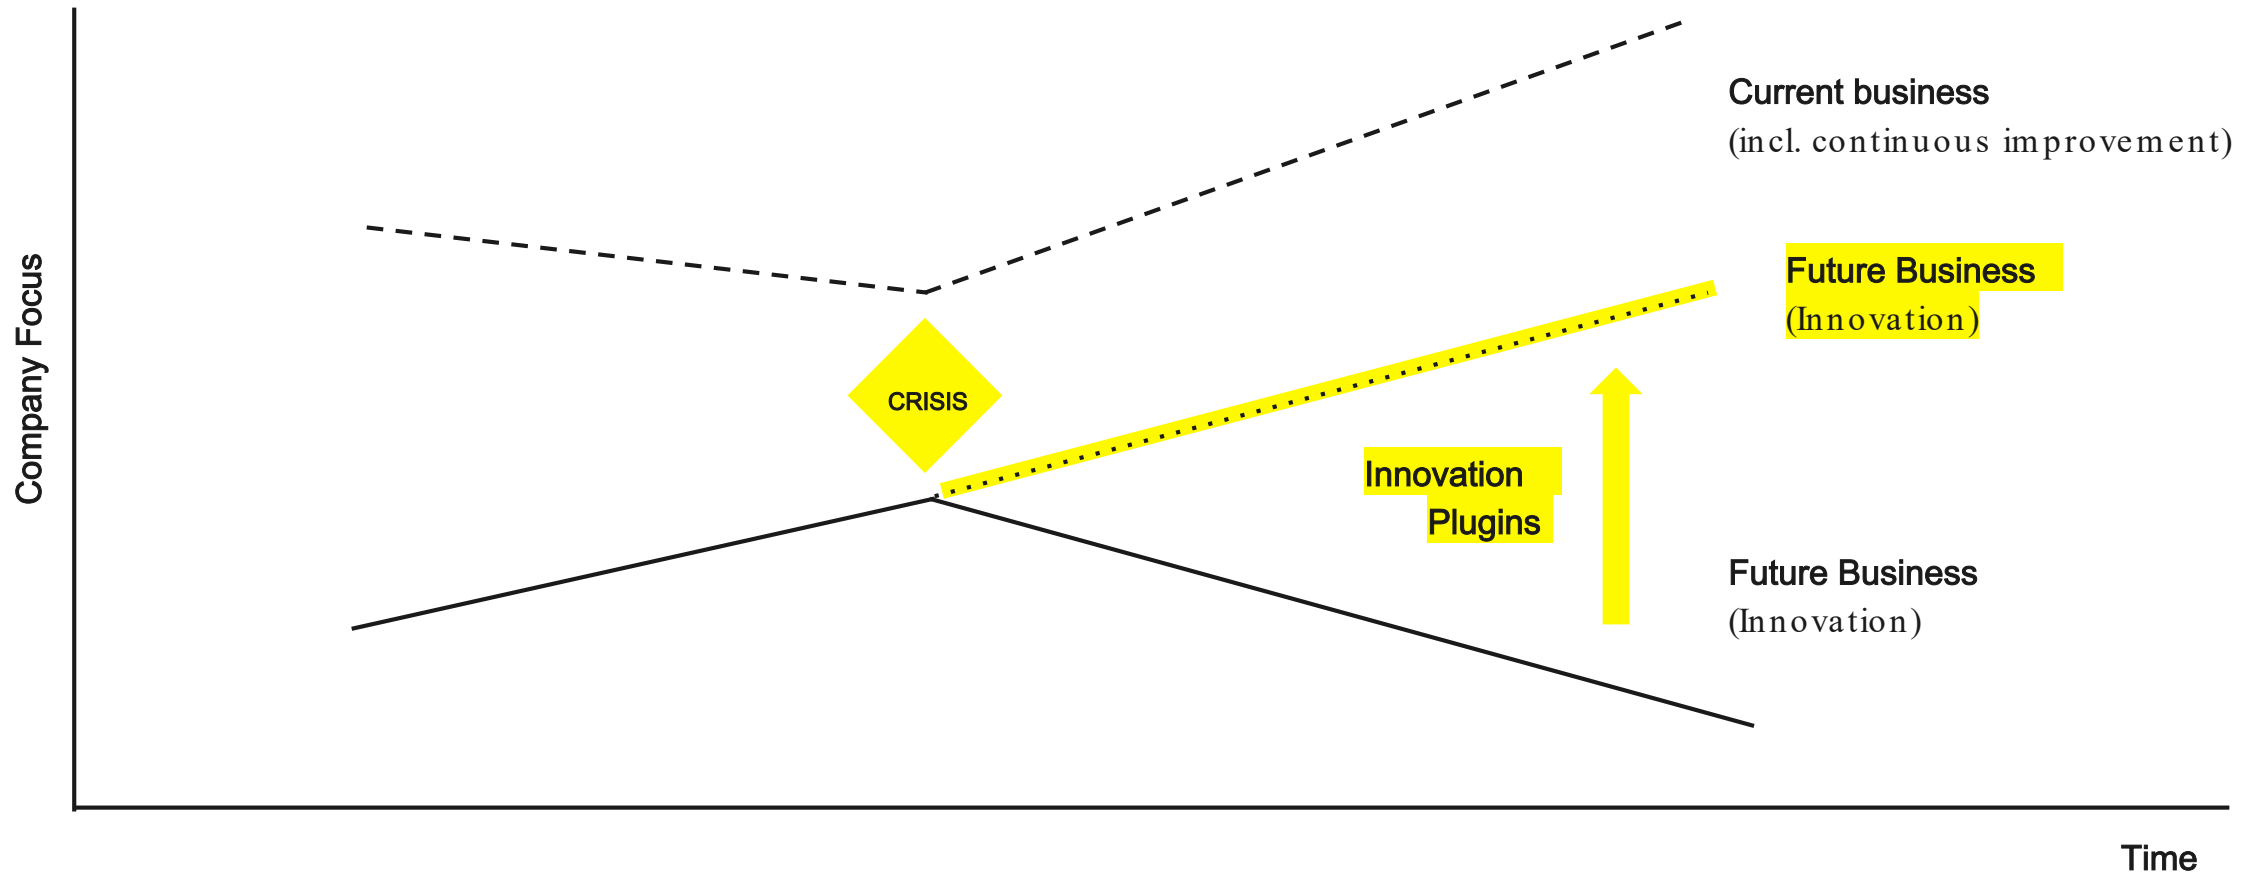 Current business
(incl. continuous improvement)
Future Business
(Innovation)
Company Focus
CRISIS
Innovation
Plugins
Future Business
(Innovation)
Time